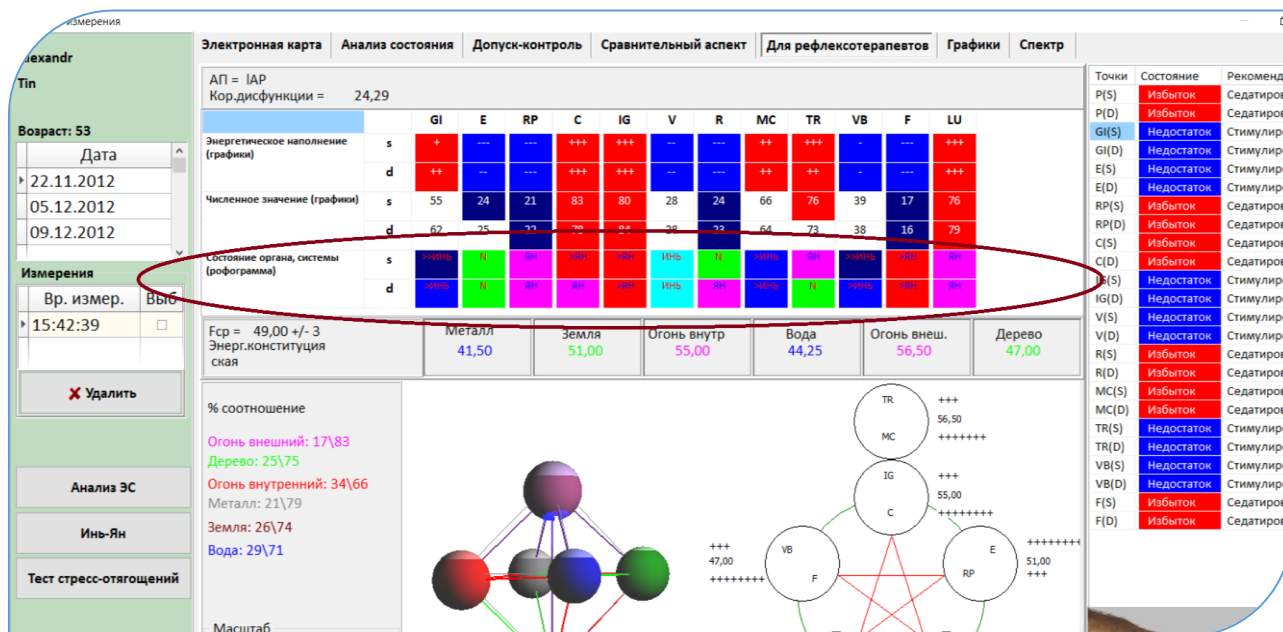 измерения
Alexandr
Tin
Возраст: 53
Дата
22.11.2012
05.12.2012
09.12.2012
Измерения
Вр. измер. Выб
15:42:39
Удалить
Анализ ЭС
Инь-Ян
Тест стресс-отягощений
Электронная карта Анализ состояния Допуск-контроль Сравнительный аспект Для рефлексотерапевтов Графики Спектр
АП = IAP
Кор.дисфункции = 24,29
GI E RP C IG V R MC TR VB F LU
Энергетическое наполнение
(графики)
s + --- --- +++ +++ -- --- ++ +++ - --- +++
d ++ -- --- +++ +++ -- --- ++ ++ - --- +++
Численное значение (графики) s 55 24 21 83 80 28 24 66 76 39 17 76
d 62 25 22 78 84 28 23 64 73 38 16 79
Состояние органа, системы
(рофограмма)
s >>ИНЬ N ЯН >ЯН >ЯН ИНЬ N >ИНЬ ЯН >>ИНЬ >ЯН ЯН
d >ИНЬ N ЯН ЯН >ЯН ИНЬ ЯН >ИНЬ N >ИНЬ >ЯН ЯН
Fcp = 49,00 +/- 3
Энерг.конституция
ская
Металл Земля Огонь внутр Вода Огонь внеш. Дерево
41,50 51,00 55,00 44,25 56,50 47,00
% соотношение
Огонь внешний: 17\83
Дерево: 25\75
Огонь внутренний: 34\66
Металл: 21\79
Земля: 26\74
Вода: 29\71
Масштаб
TR +++
56,50
MC +++++++
IG +++
55,00
C ++++++++
+++
47,00
++++++++
VB
F
E
RP
++++++++
51,00
+++
Точки Состояние Рекоменд
P(S) Избыток Седатиров
P(D) Избыток Седатиров
GI(S) Недостаток Стимулиро
GI(D) Недостаток Стимулиро
E(S) Недостаток Стимулиро
E(D) Недостаток Стимулиро
RP(S) Избыток Седатиров
RP(D) Избыток Седатиров
C(S) Избыток Седатиров
C(D) Избыток Седатиров
IG(S) Недостаток Стимулиро
IG(D) Недостаток Стимулиро
V(S) Недостаток Стимулиро
V(D) Недостаток Стимулиро
R(S) Избыток Седатиров
R(D) Избыток Седатиров
MC(S) Избыток Седатиров
MC(D) Избыток Седатиров
TR(S) Недостаток Стимулиро
TR(D) Недостаток Стимулиро
VB(S) Недостаток Стимулиро
VB(D) Недостаток Стимулиро
F(S) Избыток Седатиров
F(D) Избыток Седатиров